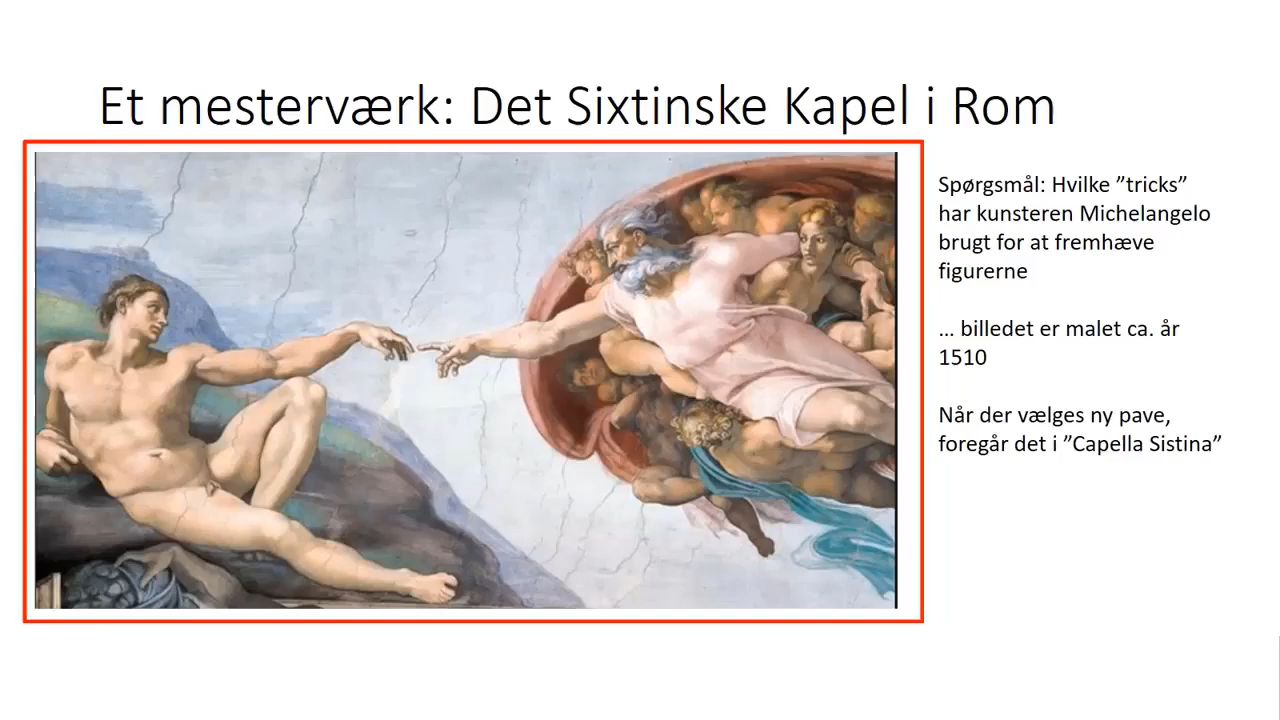 Et mesterværk: Det Sixtinske Kapel i Rom
Spørgsmål: Hvilke ”tricks”
har kunsteren Michelangelo
brugt for at fremhæve
figurerne
... billedet er malet ca. år
1510
Når der vælges ny pave,
foregår det i ”Capella Sistina”